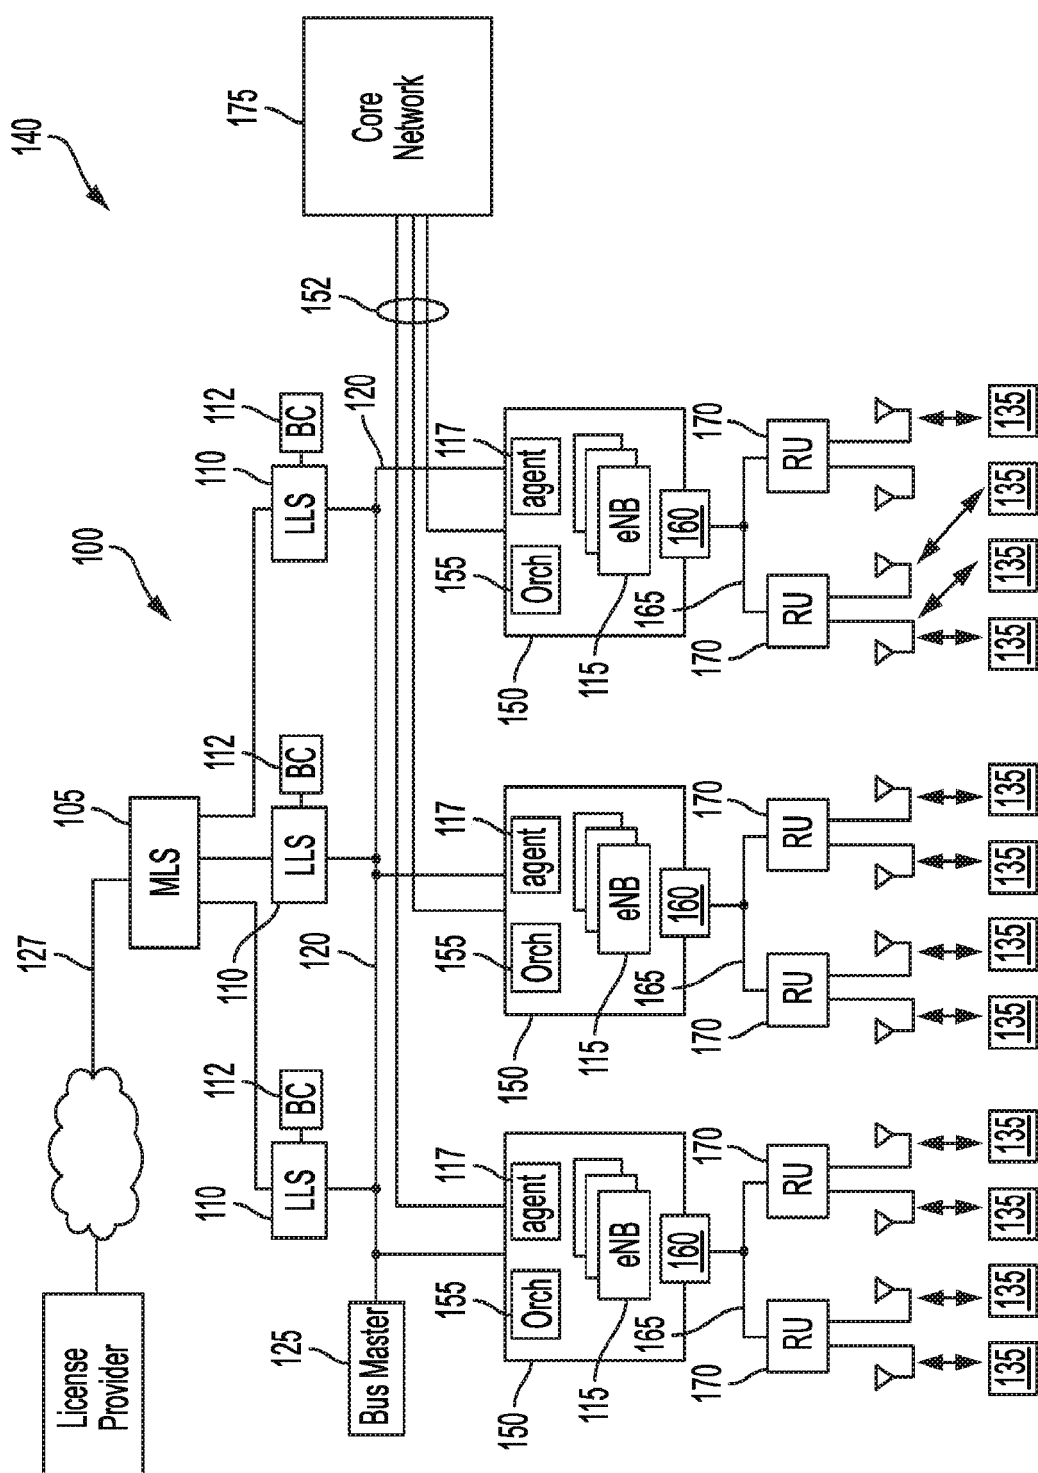 License
Provider
127
140
105
100
MLS
110
112
110
112
110
112
175
LLS
BC
LLS
BC
LLS
BC
Core
Network
125
120
152
120
Bus Master
155
117
155
117
155
117
Orch
agent
Orch
agent
Orch
agent
150
150
150
115
115
115
eNB
eNB
eNB
165
165
165
160
160
160
170
170
170
170
170
170
RU
RU
RU
RU
RU
RU
135
135
135
135
135
135
135
135
135
135
135
135